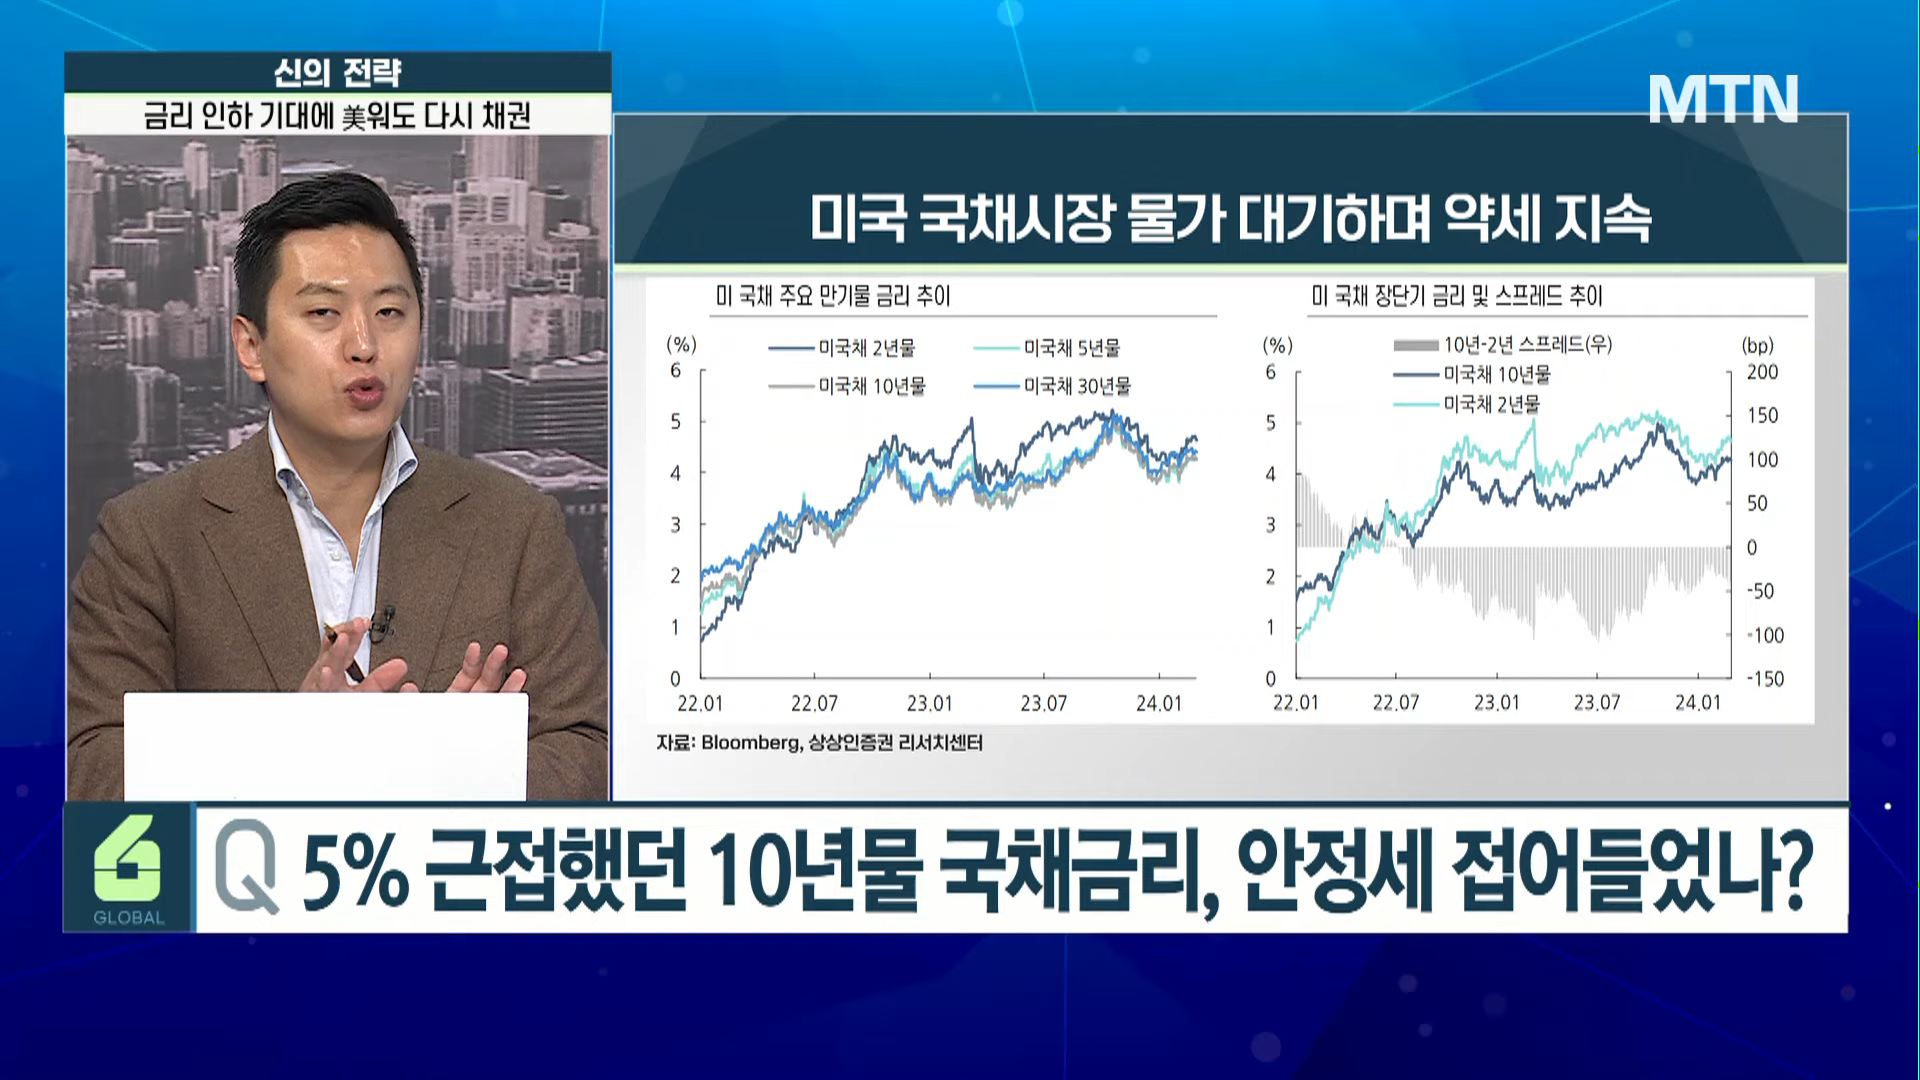 신의 전략
금리 인하 기대에 美워도 다시 채권
MTN
미국 국채시장 물가 대기하며 약세 지속
미 국채 주요 만기물 금리 추이
(%)
미국채 2년물
미국채 5년물
미국채 10년물
미국채 30년물
6
5
4
3
2
1
0
22.01
22.07
23.01
23.07
24.01
미 국채 장단기 금리 및 스프레드 추이
(%)
10년-2년 스프레드(우)
(bp)
미국채 10년물
미국채 2년물
6
5
4
3
2
1
0
200
150
100
50
0
-50
-100
-150
22.01
22.07
23.01
23.07
24.01
자료: Bloomberg, 상상인증권 리서치센터
6
GLOBAL
Q 5% 근접했던 10년물 국채금리, 안정세 접어들었나?